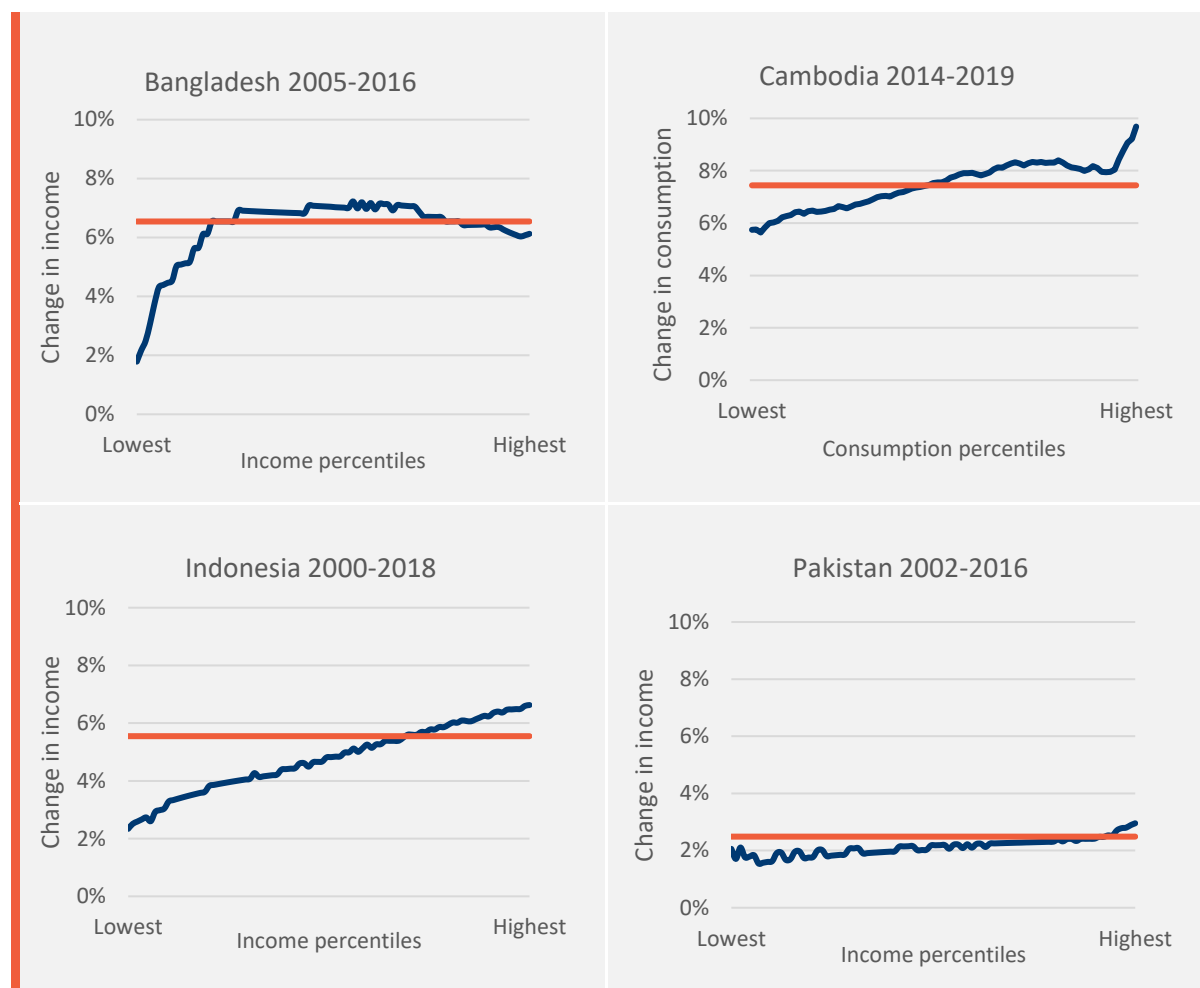 Bangladesh 2005-2016
10%
8%
6%
4%
2%
0%
Change in income
Lowest
Highest
Income percentiles
Cambodia 2014-2019
10%
8%
6%
4%
2%
0%
Change in consumption
Lowest
Highest
Consumption percentiles
Indonesia 2000-2018
10%
8%
6%
4%
2%
0%
Change in income
Lowest
Highest
Income percentiles
Pakistan 2002-2016
10%
8%
6%
4%
2%
0%
Change in income
Lowest
Highest
Income percentiles